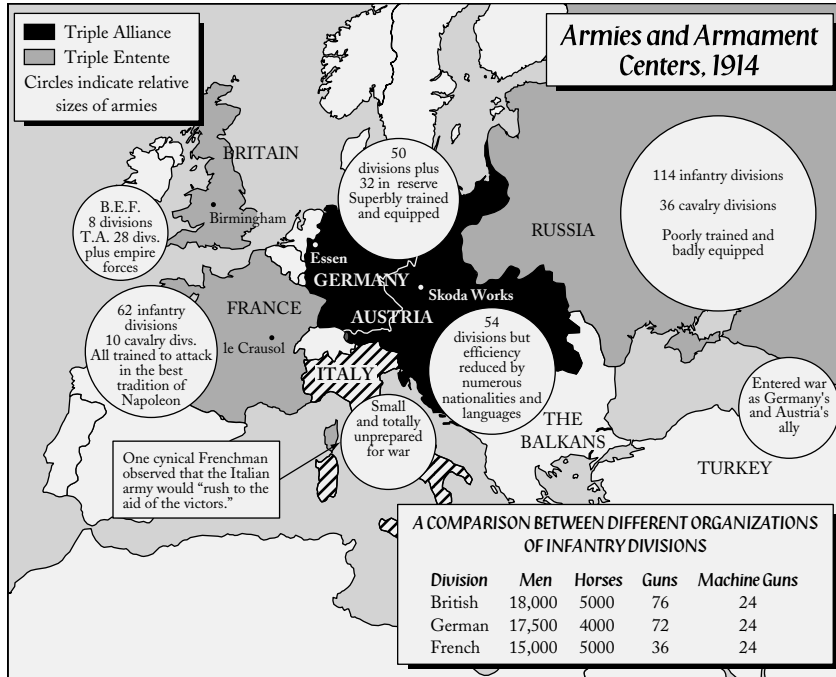 Triple Alliance
Triple Entente
Circles indicate relative
sizes of armies
Armies and Armament
Centers, 1914
BRITAIN
Birmingham
B.E.F.
8 divisions
T.A. 28 divs.
plus empire
forces
50
divisions plus
32 in reserve
Superbly trained
and equipped
114 infantry divisions
36 cavalry divisions
Poorly trained and
badly equipped
RUSSIA
Essen
GERMANY
Skoda Works
AUSTRIA
FRANCE
le Crausol
62 infantry
divisions
10 cavalry divs.
All trained to attack
in the best
tradition of
Napoleon
54
divisions but
efficiency
reduced by
numerous
nationalities and
languages
ITALY
Small
and totally
unprepared
for war
THE
BALKANS
Entered war
as Germany's
and Austria's
ally
TURKEY
One cynical Frenchman
observed that the Italian
army would “rush to the
aid of the victors.”
A COMPARISON BETWEEN DIFFERENT ORGANIZATIONS
OF INFANTRY DIVISIONS
Division Men Horses Guns Machine Guns
British 18,000 5000 76 24
German 17,500 4000 72 24
French 15,000 5000 36 24